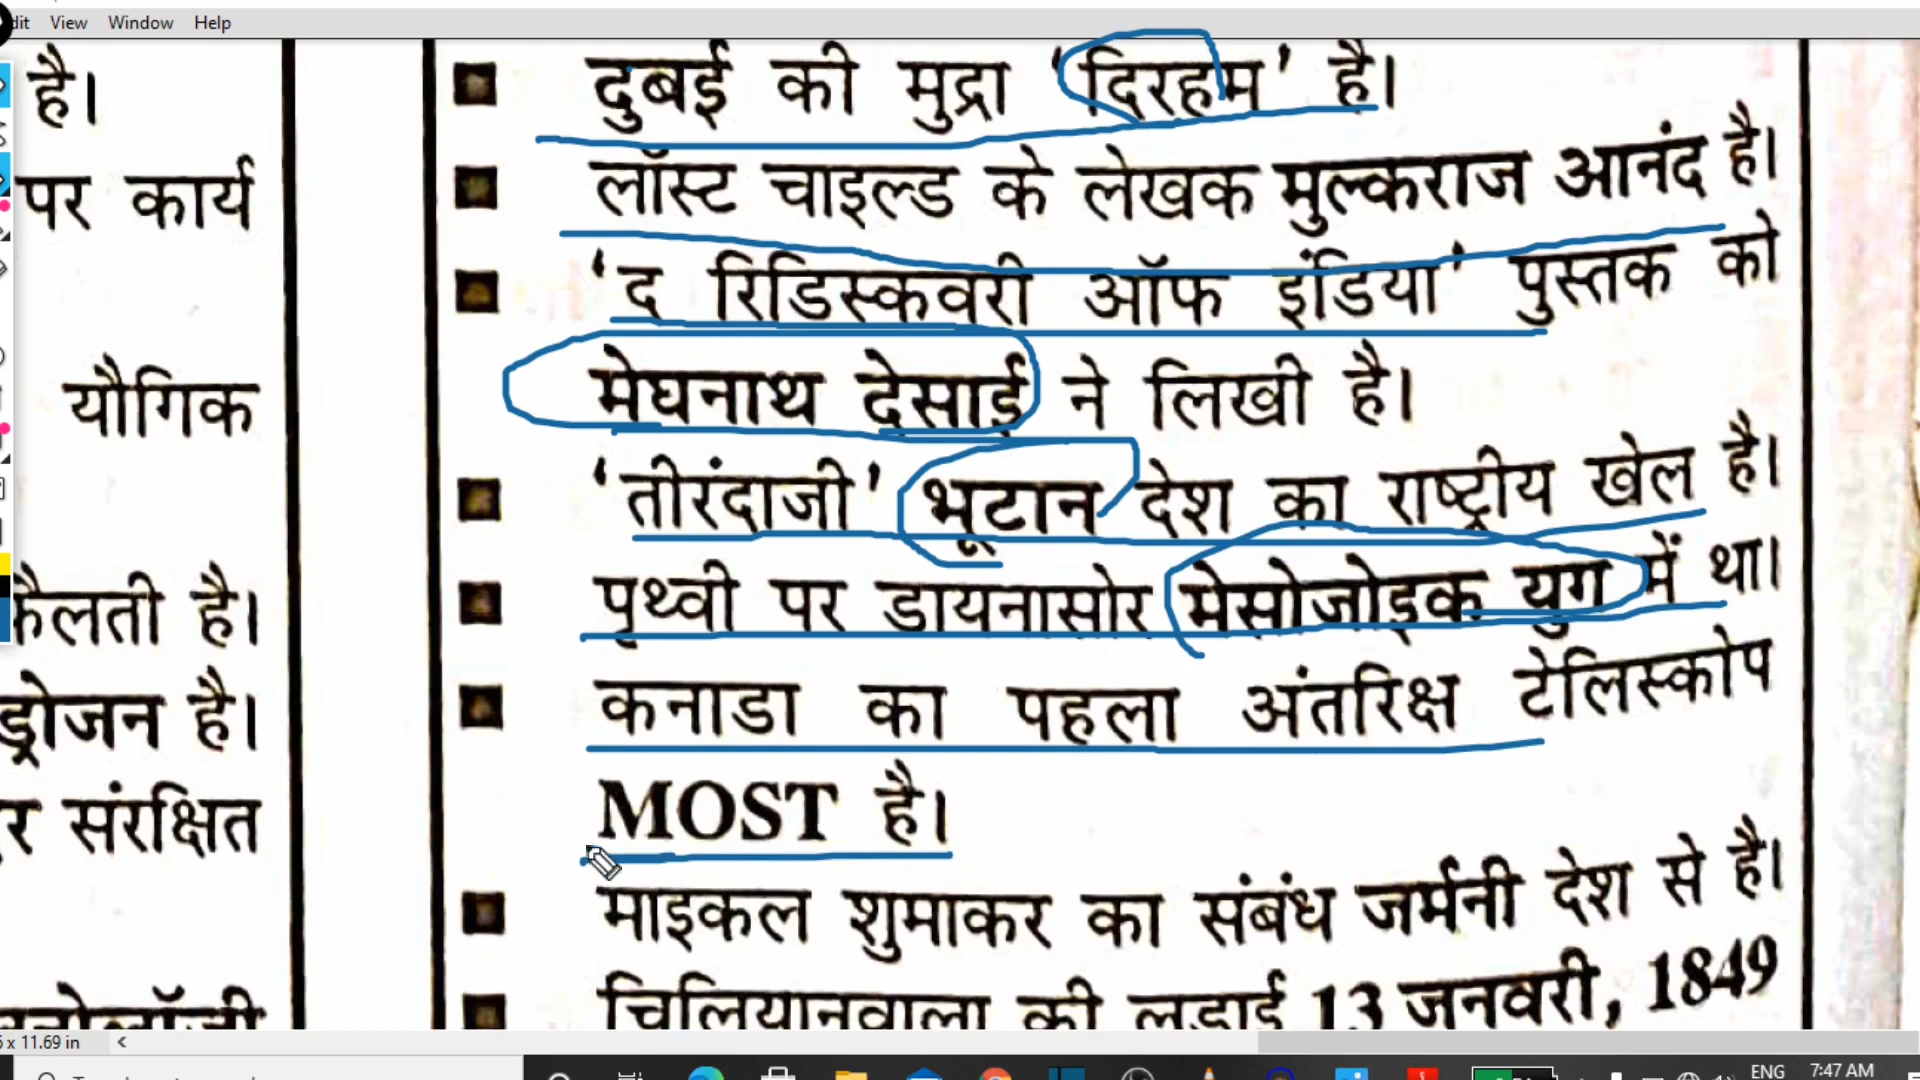 dit View Window Help
है।
पर कार्य
यौगिक
फैलती है।
ड्रोजन है।
संरक्षित
दुबई की मुद्रा 'दिरहम' है।
लॉस्ट चाइल्ड के लेखक मुल्कराज आनंद है।
'द रिडिस्कवरी ऑफ इंडिया' पुस्तक को
मेघनाथ देसाई ने लिखी है।
'तीरंदाजी' भूटान देश का राष्ट्रीय खेल है।
पृथ्वी पर डायनासोर मेसोजोइक युग में था।
कनाडा का पहला अंतरिक्ष टेलिस्कोप
MOST है।
माइकल शुमाकर का संबंध जर्मनी देश से है।
चिलियानवाला की लड़ाई 13 जनवरी, 1849
x 11.69 in
ENG 7:47 AM